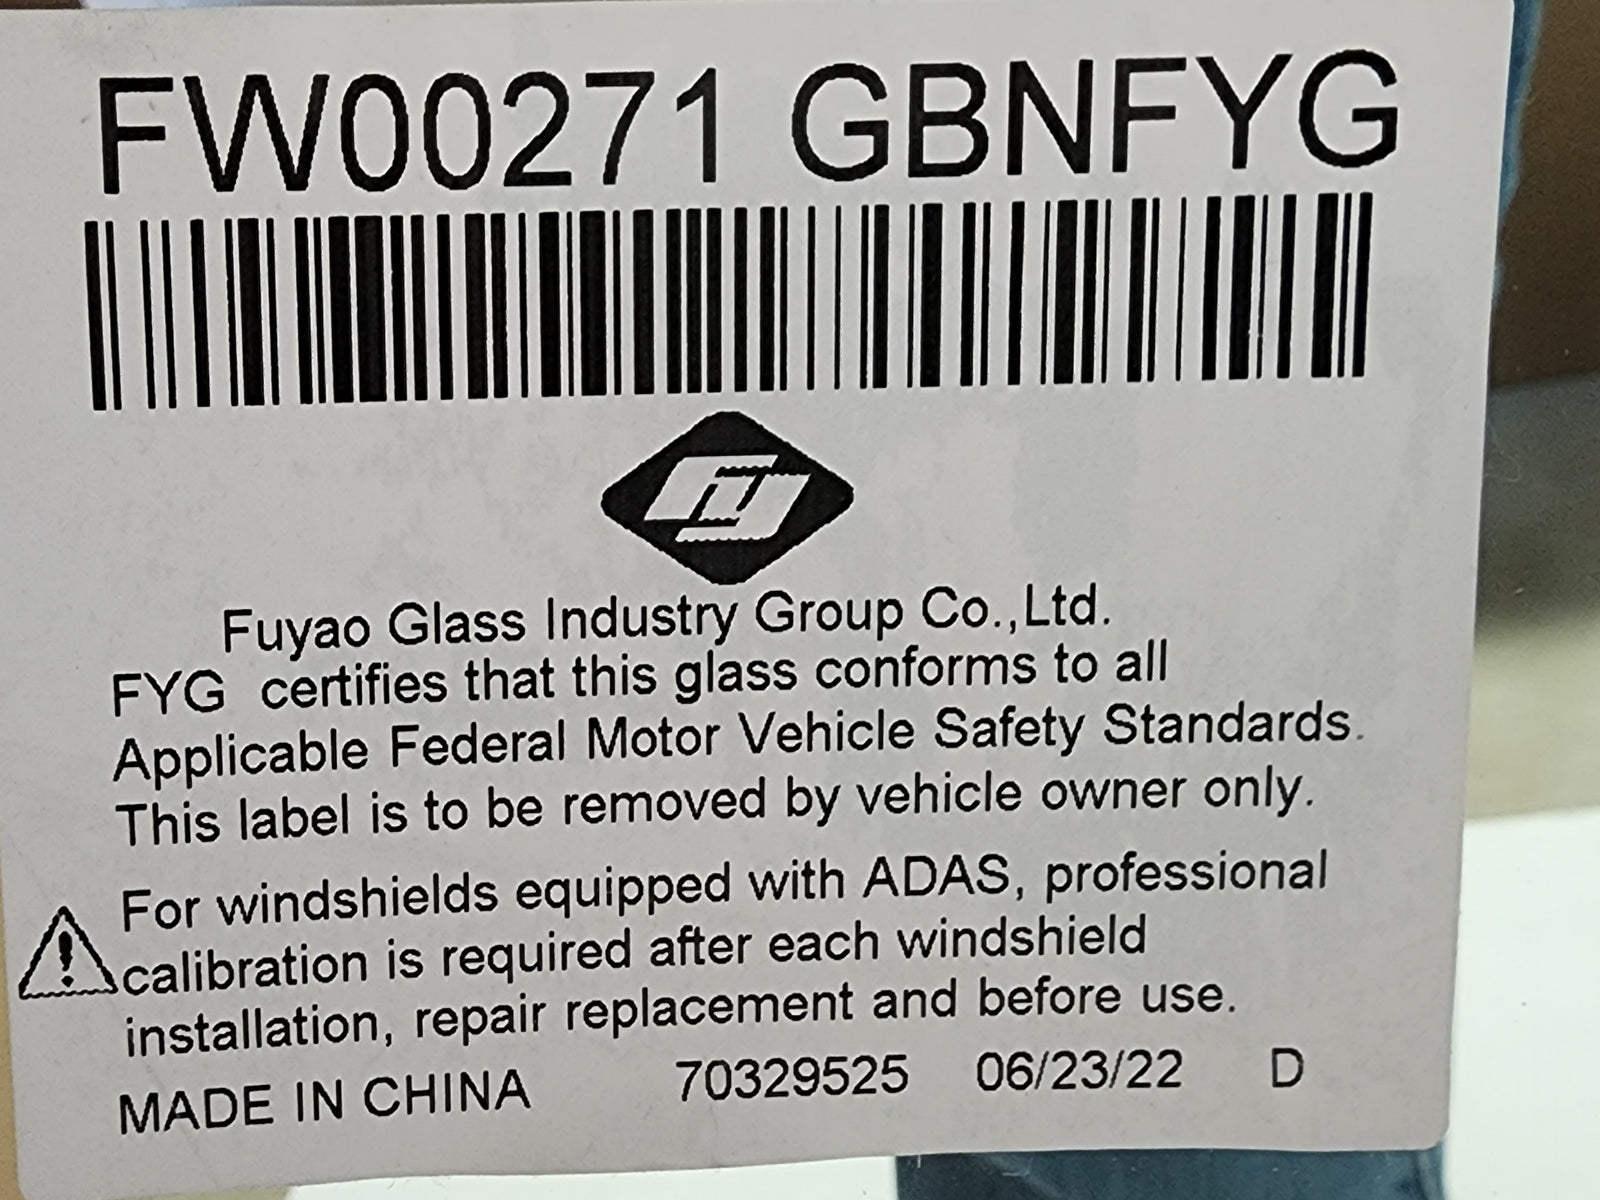 FW00271 GBNFYG
FY
Fuyao Glass Industry Group Co.,Ltd.
FYG certifies that this glass conforms to all
Applicable Federal Motor Vehicle Safety Standards.
This label is to be removed by vehicle owner only.
For windshields equipped with ADAS, professional
calibration is required after each windshield
installation, repair replacement and before use.
MADE IN CHINA 70329525 06/23/22 D